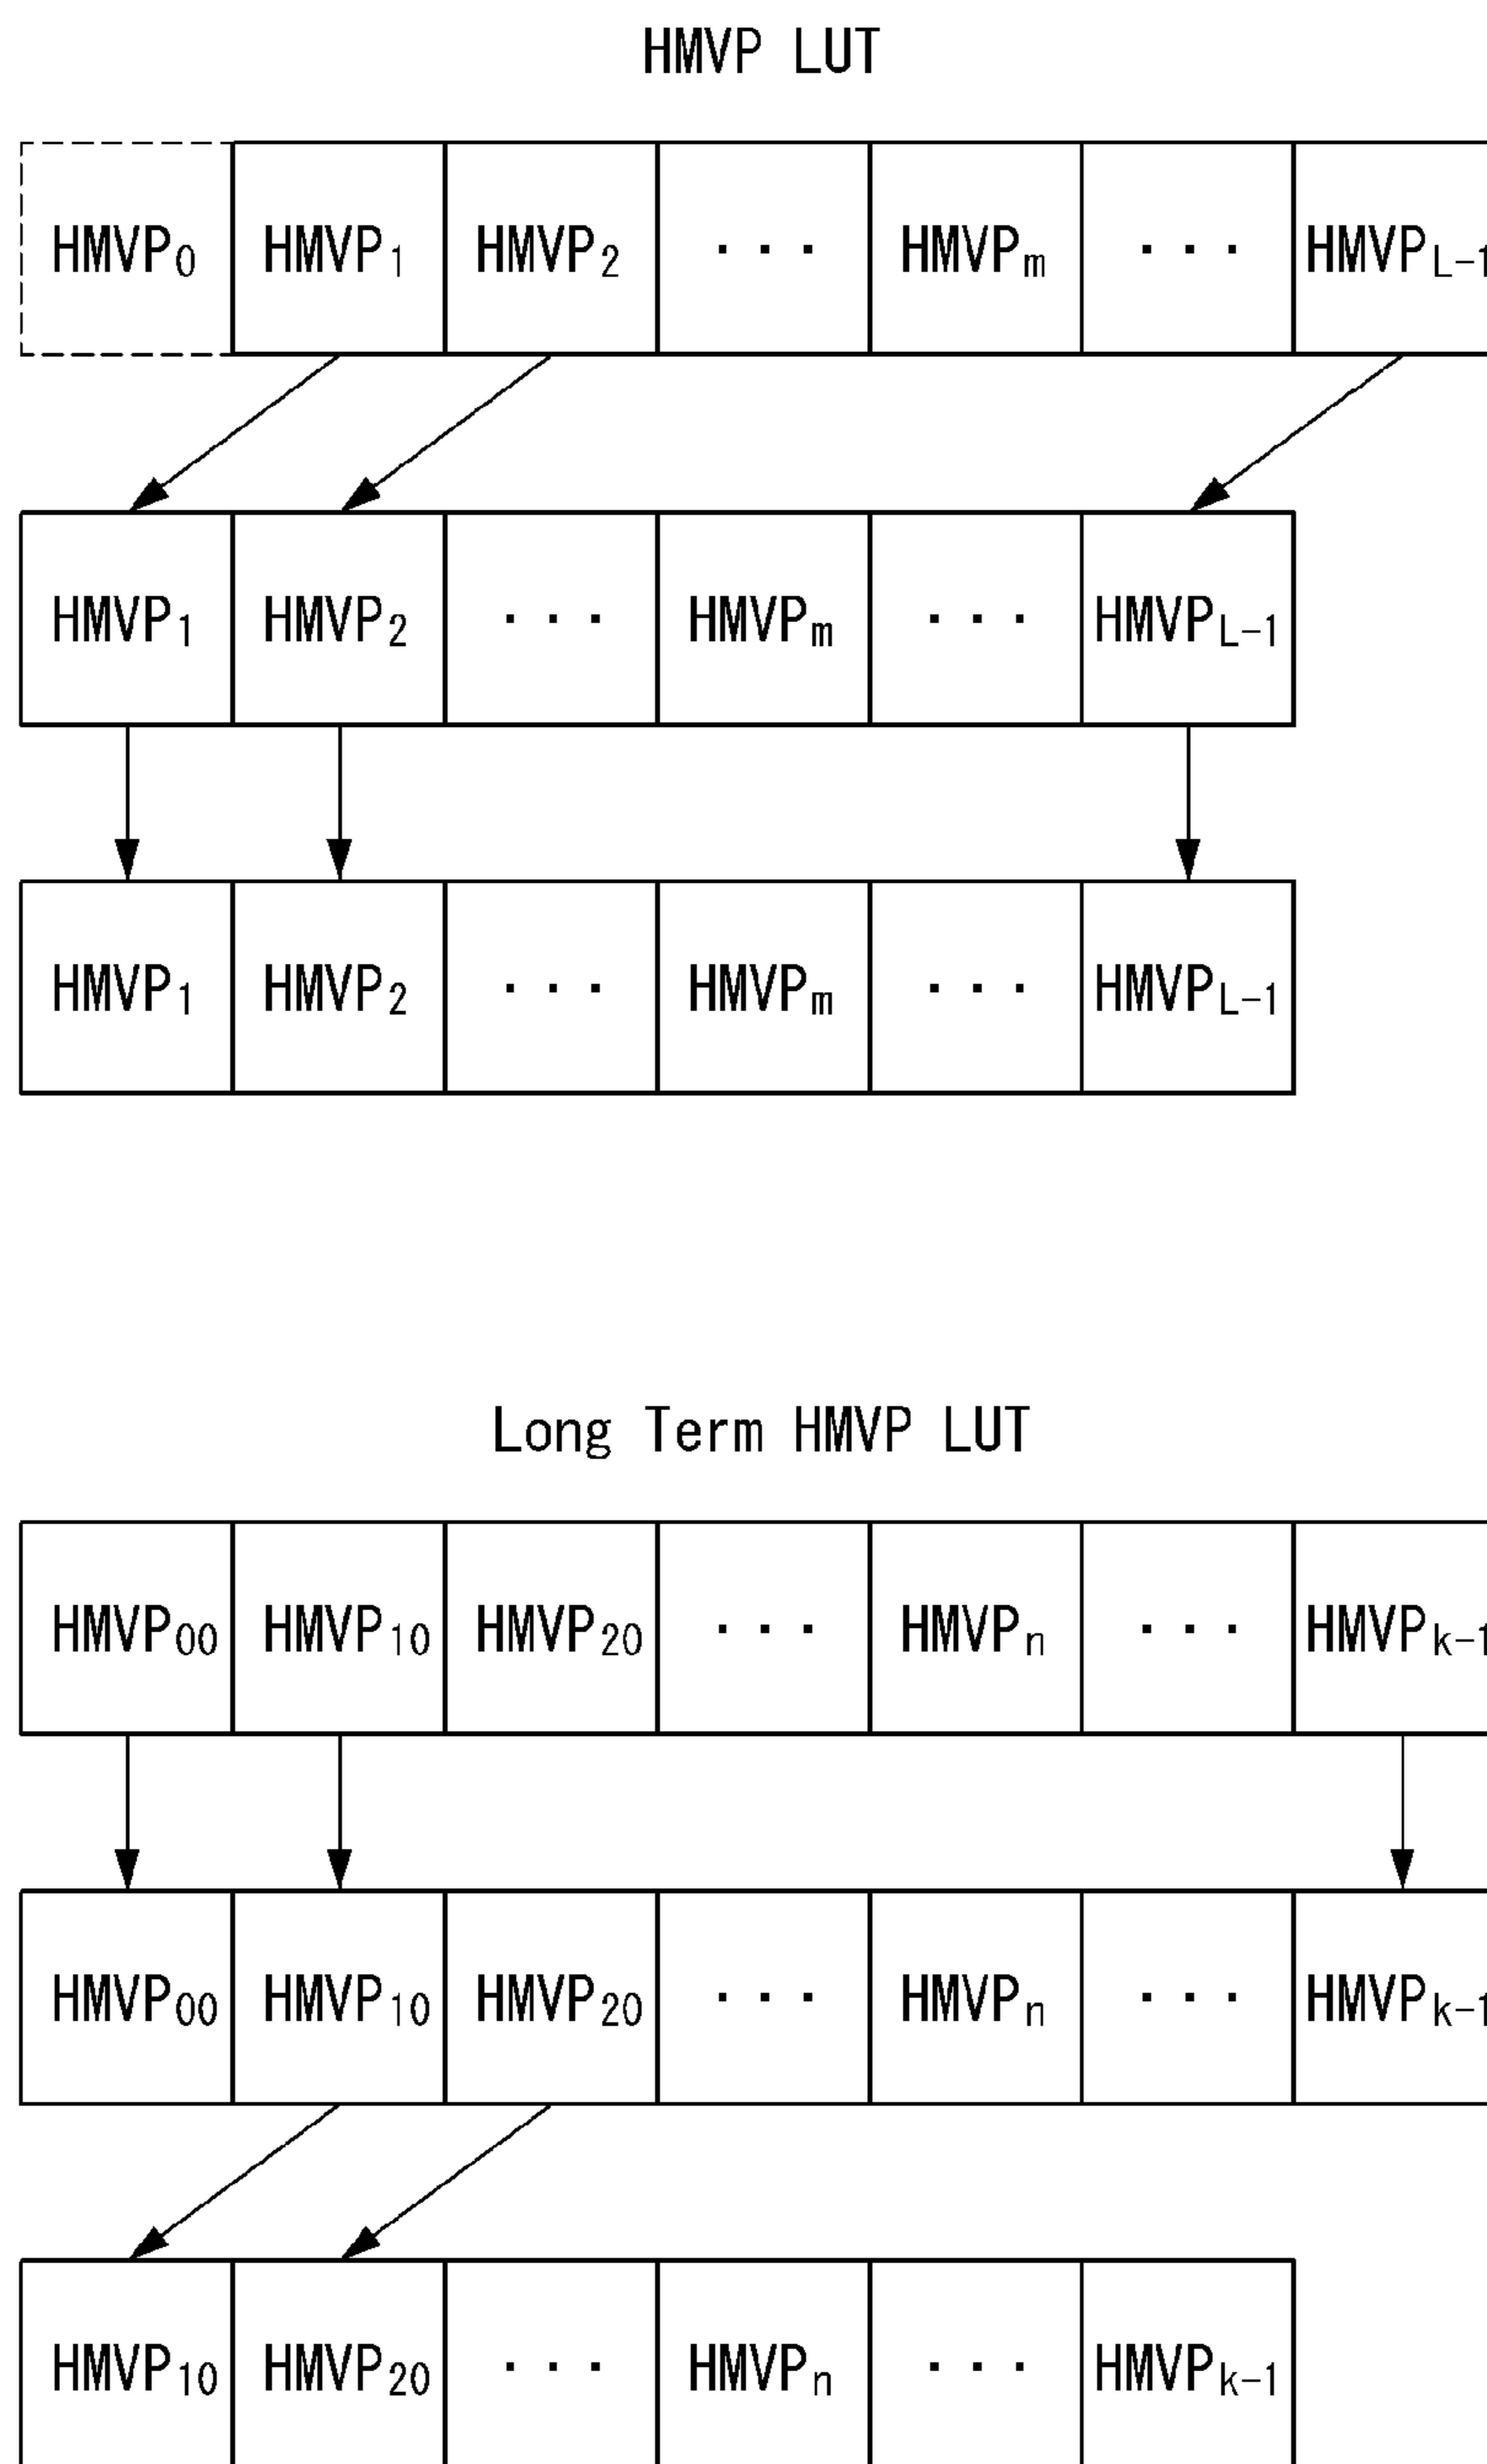 HMVP LUT
HMVP0 HMVP1 HMVP2 ... HMVPm ... HMVPL-1
HMVP1 HMVP2 ... HMVPm ... HMVPL-1
HMVP1 HMVP2 ... HMVPm ... HMVPL-1
Long Term HMVP LUT
HMVP00 HMVP10 HMVP20 ... HMVPn ... HMVPk-1
HMVP00 HMVP10 HMVP20 ... HMVPn ... HMVPk-1
HMVP10 HMVP20 ... HMVPn ... HMVPk-1